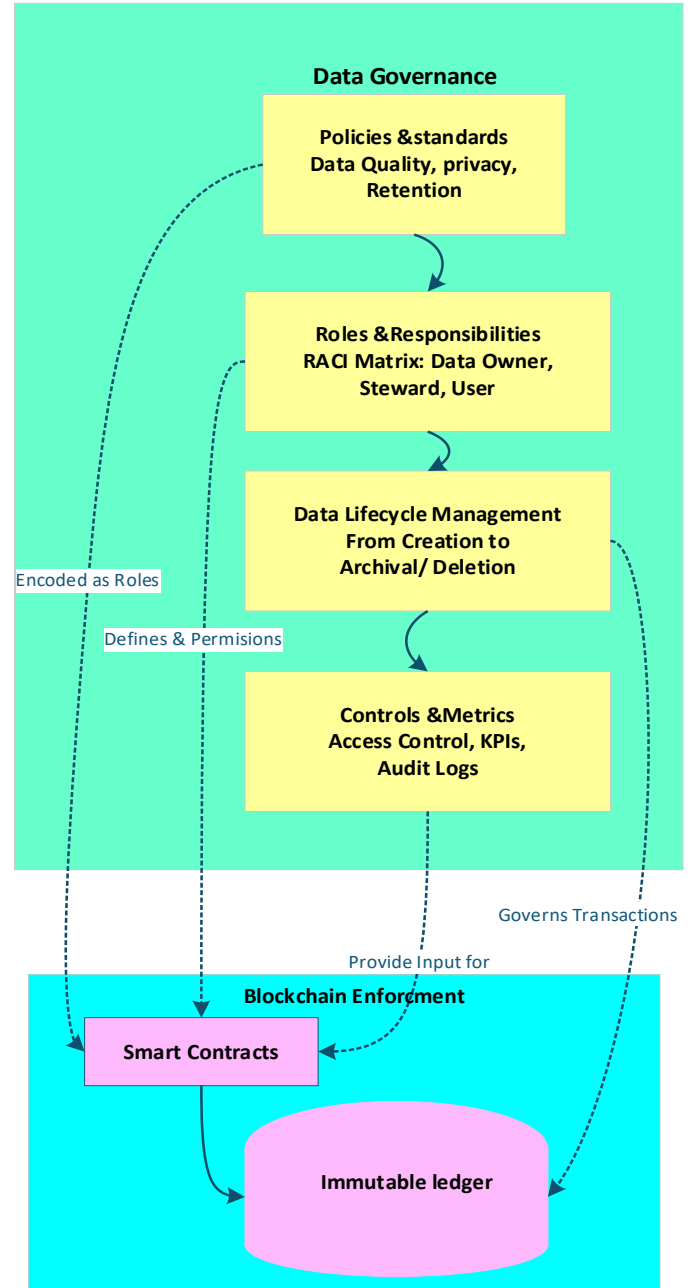 Data Governance
Policies &standards
Data Quality, privacy,
Retention
Roles &Responsibilities
RACI Matrix: Data Owner,
Steward, User
Data Lifecycle Management
From Creation to
Archival/ Deletion
Encoded as Roles
Defines & Permisions
Controls &Metrics
Access Control, KPIs,
Audit Logs
Governs Transactions
Provide Input for
Blockchain Enforcment
Smart Contracts
Immutable ledger